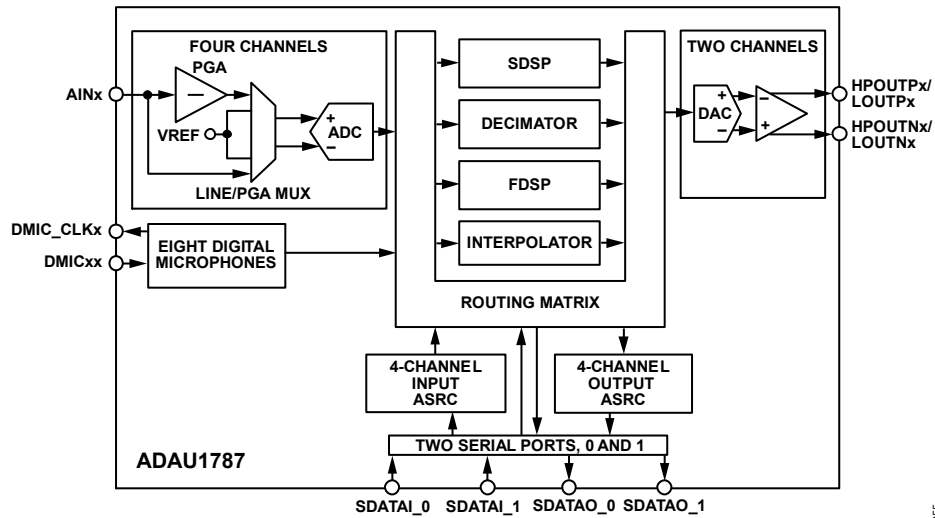 FOUR CHANNELS
PGA
AINx
VREF
+
ADC
−
LINE/PGA MUX
DMIC_CLKx
DMICxx
EIGHT DIGITAL
MICROPHONES
SDSP
DECIMATOR
FDSP
INTERPOLATOR
ROUTING MATRIX
TWO CHANNELS
DAC
+
−
−
+
HPOUTPx/
LOUTPx
HPOUTNx/
LOUTNx
4-CHANNEL
INPUT
ASRC
4-CHANNEL
OUTPUT
ASRC
TWO SERIAL PORTS, 0 AND 1
ADAU1787
SDATAI_0
SDATAI_1
SDATAO_0
SDATAO_1